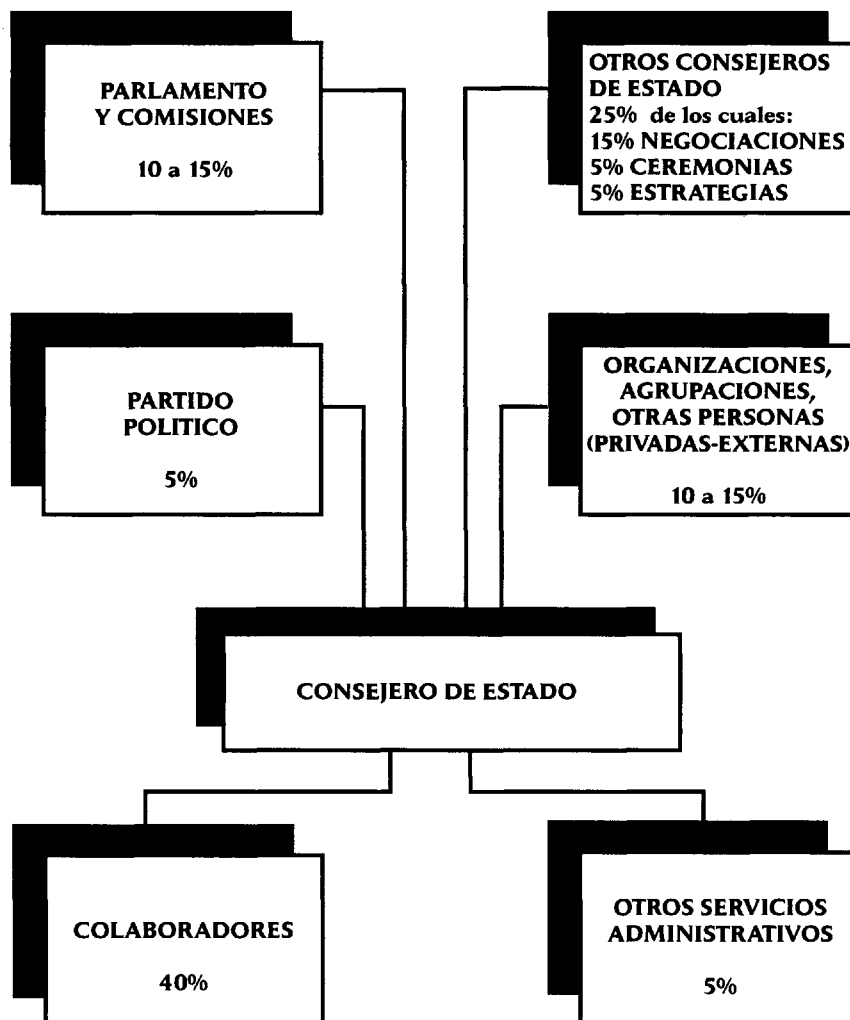 PARLAMENTO
Y COMISIONES
10 a 15%
OTROS CONSEJEROS
DE ESTADO
25% de los cuales:
15% NEGOCIACIONES
5% CEREMONIAS
5% ESTRATEGIAS
PARTIDO
POLITICO
5%
ORGANIZACIONES,
AGRUPACIONES,
OTRAS PERSONAS
(PRIVADAS-EXTERNAS)
10 a 15%
CONSEJERO DE ESTADO
COLABORADORES
40%
OTROS SERVICIOS
ADMINISTRATIVOS
5%